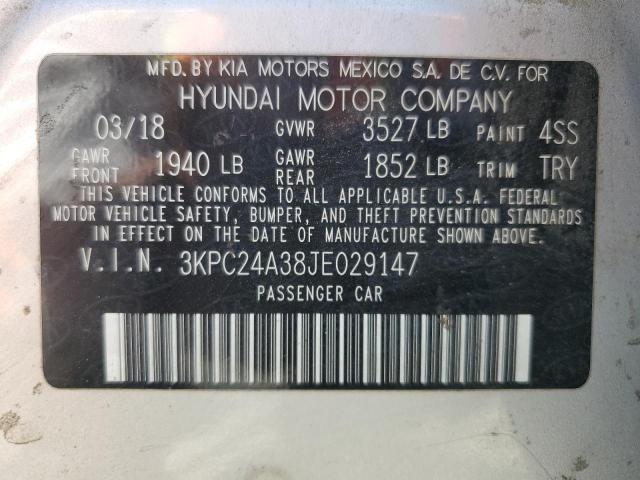 MFD. BY KIA MOTORS MEXICO S.A. DE C.V. FOR
HYUNDAI MOTOR COMPANY
03/18 GVWR 3527 LB PAINT 4SS
GAWR FRONT 1940 LB GAWR REAR 1852 LB TRIM TRY
THIS VEHICLE CONFORMS TO ALL APPLICABLE U.S.A. FEDERAL
MOTOR VEHICLE SAFETY, BUMPER, AND THEFT PREVENTION STANDARDS
IN EFFECT ON THE DATE OF MANUFACTURE SHOWN ABOVE.
V.I.N. 3KPC24A38JE029147
PASSENGER CAR